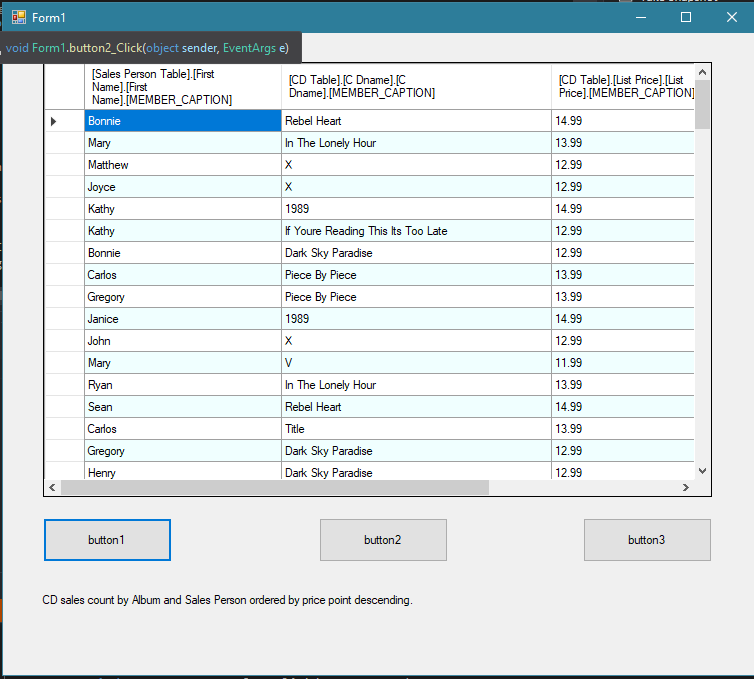 Form1
void Form1.button2_Click(object sender, EventArgs e)
[Sales Person Table].[First
Name].[First
Name].[MEMBER_CAPTION]
[CD Table].[C Dname].[C
Dname].[MEMBER_CAPTION]
[CD Table].[List Price].[List
Price].[MEMBER_CAPTION]
Bonnie Rebel Heart 14.99
Mary In The Lonely Hour 13.99
Matthew X 12.99
Joyce X 12.99
Kathy 1989 14.99
Kathy If Youre Reading This Its Too Late 12.99
Bonnie Dark Sky Paradise 12.99
Carlos Piece By Piece 13.99
Gregory Piece By Piece 13.99
Janice 1989 14.99
John X 12.99
Mary V 11.99
Ryan In The Lonely Hour 13.99
Sean Rebel Heart 14.99
Carlos Title 13.99
Gregory Dark Sky Paradise 12.99
Henry Dark Sky Paradise 12.99
button1 button2 button3
CD sales count by Album and Sales Person ordered by price point descending.